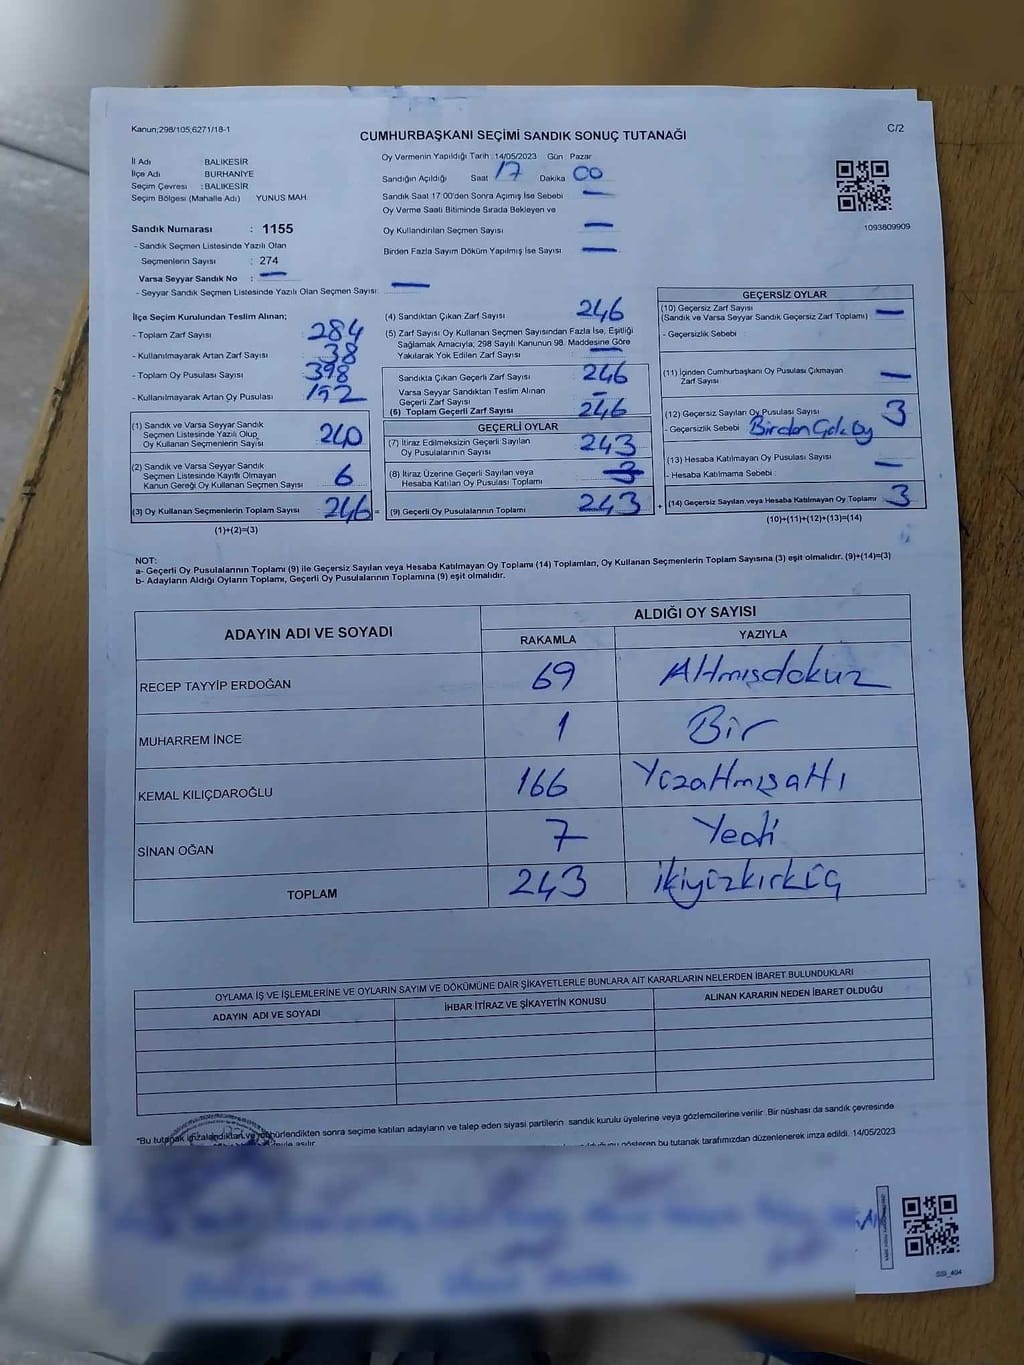 Kanun;298/105;6271/18-1
C/2
CUMHURBAŞKANI SEÇİMİ SANDIK SONUÇ TUTANAĞI
İl Adı BALIKESİR
İlçe Adı BURHANİYE
Seçim Çevresi : BALIKESİR
Seçim Bölgesi (Mahalle Adı) YUNUS MAH.
Oy Vermenin Yapıldığı Tarih : 14/05/2023 Gün : Pazar
Sandığın Açıldığı Saat 17 Dakika 00
Sandık Saat 17:00'den Sonra Açımış İse Sebebi —
Oy Verme Saati Bitiminde Sırada Bekleyen ve
Oy Kullandırılan Seçmen Sayısı —
Birden Fazla Sayım Döküm Yapılmış İse Sayısı —
1093809909
Sandık Numarası : 1155
- Sandık Seçmen Listesinde Yazılı Olan
Seçmenlerin Sayısı : 274
Varsa Seyyar Sandık No : —
- Seyyar Sandık Seçmen Listesinde Yazılı Olan Seçmen Sayısı: —
İlçe Seçim Kurulundan Teslim Alınan;
- Toplam Zarf Sayısı 284
- Kullanılmayarak Artan Zarf Sayısı 38
- Toplam Oy Pusulası Sayısı 398
- Kullanılmayarak Artan Oy Pusulası 152
(1) Sandık ve Varsa Seyyar Sandık
Seçmen Listesinde Yazılı Olup
Oy Kullanan Seçmenlerin Sayısı 240
(2) Sandık ve Varsa Seyyar Sandık
Seçmen Listesinde Kayıtlı Olmayan
Kanun Gereği Oy Kullanan Seçmen Sayısı 6
(3) Oy Kullanan Seçmenlerin Toplam Sayısı 246 =
(1)+(2)=(3)
(4) Sandıktan Çıkan Zarf Sayısı 246
(5) Zarf Sayısı Oy Kullanan Seçmen Sayısından Fazla İse, Eşitliği
Sağlamak Amacıyla; 298 Sayılı Kanunun 98. Maddesine Göre
Yakılarak Yok Edilen Zarf Sayısı : —
Sandıkta Çıkan Geçerli Zarf Sayısı 246
Varsa Seyyar Sandıktan Teslim Alınan
Geçerli Zarf Sayısı —
(6) Toplam Geçerli Zarf Sayısı 246
GEÇERLİ OYLAR
(7) İtiraz Edilmeksizin Geçerli Sayılan
Oy Pusulalarının Sayısı 243
(8) İtiraz Üzerine Geçerli Sayılan veya
Hesaba Katılan Oy Pusulası Toplamı
(9) Geçerli Oy Pusulalarının Toplamı 243 +
GEÇERSİZ OYLAR
(10) Geçersiz Zarf Sayısı
(Sandık ve Varsa Seyyar Sandık Geçersiz Zarf Toplamı) —
- Geçersizlik Sebebi :
(11) İçinden Cumhurbaşkanı Oy Pusulası Çıkmayan
Zarf Sayısı —
(12) Geçersiz Sayılan Oy Pusulası Sayısı 3
- Geçersizlik Sebebi Birden Çok Oy
(13) Hesaba Katılmayan Oy Pusulası Sayısı —
- Hesaba Katılmama Sebebi :
(14) Geçersiz Sayılan veya Hesaba Katılmayan Oy Toplamı 3
(10)+(11)+(12)+(13)=(14)
NOT:
a- Geçerli Oy Pusulalarının Toplamı (9) ile Geçersiz Sayılan veya Hesaba Katılmayan Oy Toplamı (14) Toplamları, Oy Kullanan Seçmenlerin Toplam Sayısına (3) eşit olmalıdır. (9)+(14)=(3)
b- Adayların Aldığı Oyların Toplamı, Geçerli Oy Pusulalarının Toplamına (9) eşit olmalıdır.
ADAYIN ADI VE SOYADI
ALDIĞI OY SAYISI
RAKAMLA YAZIYLA
RECEP TAYYİP ERDOĞAN 69 Altmışdokuz
MUHARREM İNCE 1 Bir
KEMAL KILIÇDAROĞLU 166 Yüzaltmışaltı
SİNAN OĞAN 7 Yedi
TOPLAM 243 ikiyüzkırküç
OYLAMA İŞ VE İŞLEMLERİNE VE OYLARIN SAYIM VE DÖKÜMÜNE DAİR ŞİKAYETLERLE BUNLARA AİT KARARLARIN NELERDEN İBARET BULUNDUKLARI
ADAYIN ADI VE SOYADI
İHBAR İTİRAZ VE ŞİKAYETİN KONUSU
ALINAN KARARIN NEDEN İBARET OLDUĞU
*Bu tutanak imzalandıktan ve mühürlendikten sonra seçime katılan adayların ve talep eden siyasi partilerin sandık kurulu üyelerine veya gözlemcilerine verilir. Bir nüshası da sandık çevresinde
gösteren bu tutanak tarafımızdan düzenlenerek imza edildi. 14/05/2023